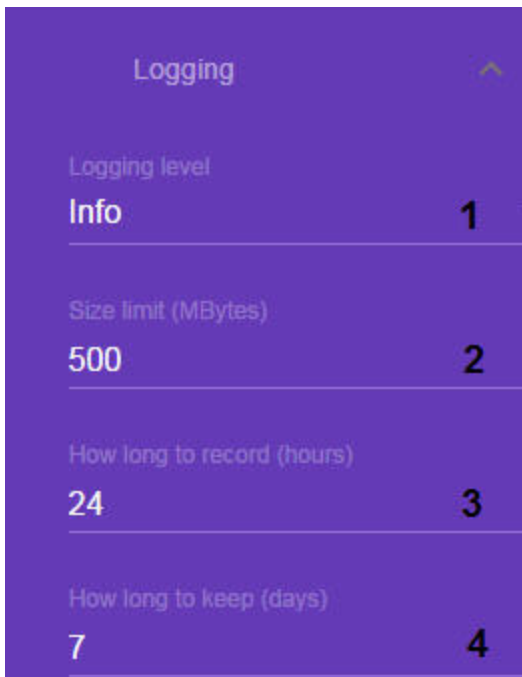 Logging
Logging level
Info 1
Size limit (MBytes)
500 2
How long to record (hours)
24 3
How long to keep (days)
7 4